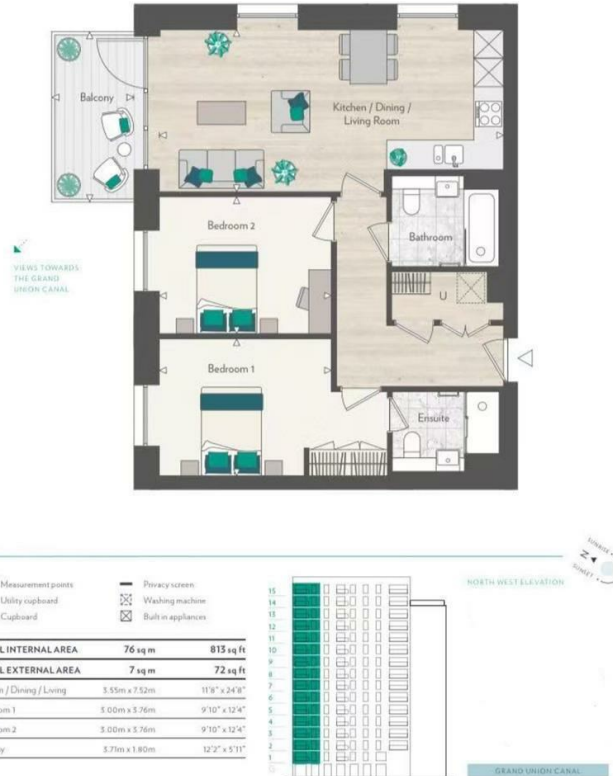 Balcony
Kitchen / Dining /
Living Room
Bedroom 2
Bathroom
VIEWS TOWARDS
THE GRAND
UNION CANAL
U
Bedroom 1
Ensuite
SUNRISE
N
SUNSET
Measurement points
Privacy screen
NORTH WEST ELEVATION
Utility cupboard
Washing machine
Cupboard
Built in appliances
L INTERNAL AREA 76 sq m 813 sq ft
L EXTERNAL AREA 7 sq m 72 sq ft
n / Dining / Living 3.55m x 7.52m 11'8" x 24'8"
om 1 3.00m x 3.76m 9'10" x 12'4"
om 2 3.00m x 3.76m 9'10" x 12'4"
y 3.71m x 1.80m 12'2" x 5'11"
15
14
13
12
11
10
9
8
7
6
5
4
3
2
1
G
GRAND UNION CANAL